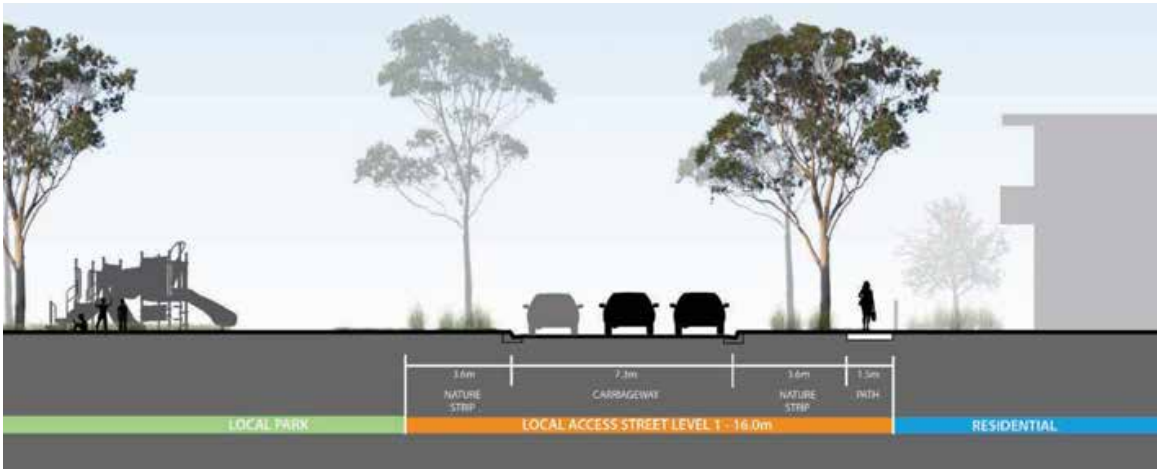 3.6m
7.3m
3.6m
1.5m
NATURE
STRIP
CARRIAGEWAY
NATURE
STRIP
PATH
LOCAL PARK
LOCAL ACCESS STREET LEVEL 1 - 16.0m
RESIDENTIAL